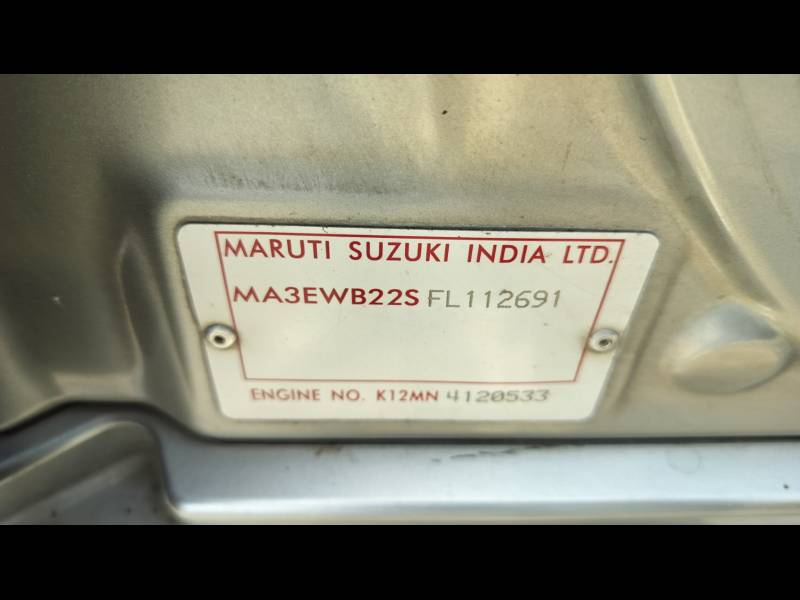 MARUTI SUZUKI INDIA LTD.
MA3EWB22S FL112691
ENGINE NO. K12MN 4120533